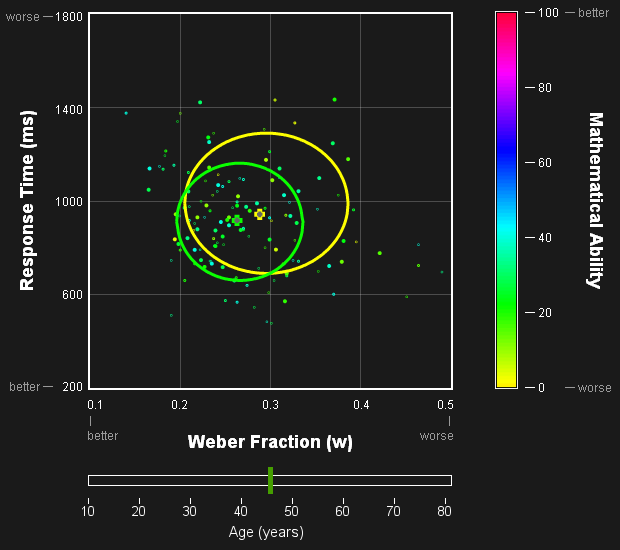 worse
1800
1400
1000
600
better
200
Response Time (ms)
0.1
0.2
0.3
0.4
0.5
better
worse
Weber Fraction (w)
10
20
30
40
50
60
70
80
Age (years)
100
better
80
60
40
20
0
worse
Mathematical Ability